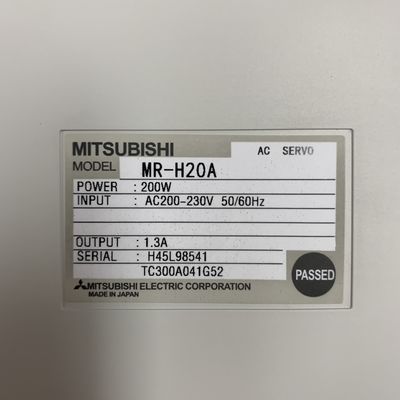 MITSUBISHI AC SERVO
MODEL MR-H20A
POWER : 200W
INPUT : AC200-230V 50/60Hz
OUTPUT : 1.3A
SERIAL : H45L98541
TC300A041G52
PASSED
MITSUBISHI ELECTRIC CORPORATION
MADE IN JAPAN